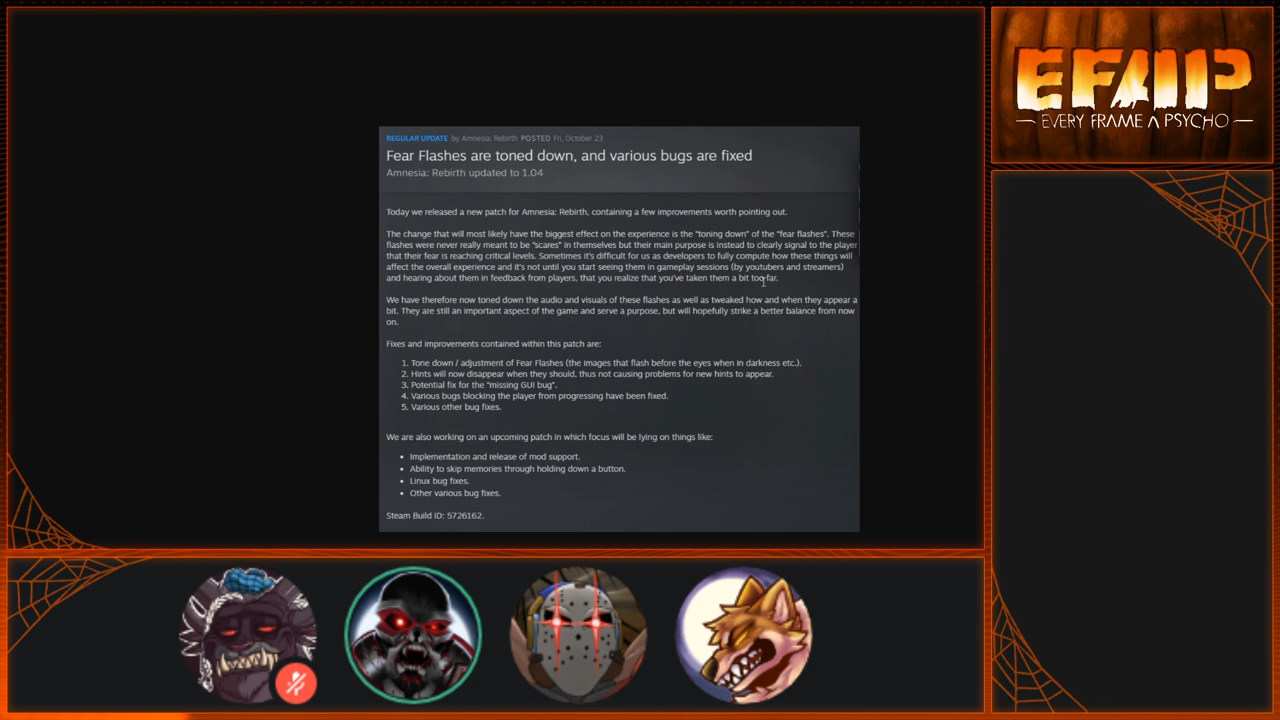 REGULAR UPDATE by Amnesia: Rebirth POSTED Fri, October 23
Fear Flashes are toned down, and various bugs are fixed
Amnesia: Rebirth updated to 1.04
Today we released a new patch for Amnesia: Rebirth, containing a few improvements worth pointing out.
The change that will most likely have the biggest effect on the experience is the "toning down" of the "fear flashes". These
flashes were never really meant to be "scares" in themselves but their main purpose is instead to clearly signal to the player
that their fear is reaching critical levels. Sometimes it's difficult for us as developers to fully compute how these things will
affect the overall experience and it's not until you start seeing them in gameplay sessions (by youtubers and streamers)
and hearing about them in feedback from players, that you realize that you've taken them a bit too far.
We have therefore now toned down the audio and visuals of these flashes as well as tweaked how and when they appear a
bit. They are still an important aspect of the game and serve a purpose, but will hopefully strike a better balance from now
on.
Fixes and improvements contained within this patch are:
1. Tone down / adjustment of Fear Flashes (the images that flash before the eyes when in darkness etc.).
2. Hints will now disappear when they should, thus not causing problems for new hints to appear.
3. Potential fix for the "missing GUI bug".
4. Various bugs blocking the player from progressing have been fixed.
5. Various other bug fixes.
We are also working on an upcoming patch in which focus will be lying on things like:
• Implementation and release of mod support.
• Ability to skip memories through holding down a button.
• Linux bug fixes.
• Other various bug fixes.
Steam Build ID: 5726162.
EFAP
EVERY FRAME A PSYCHO